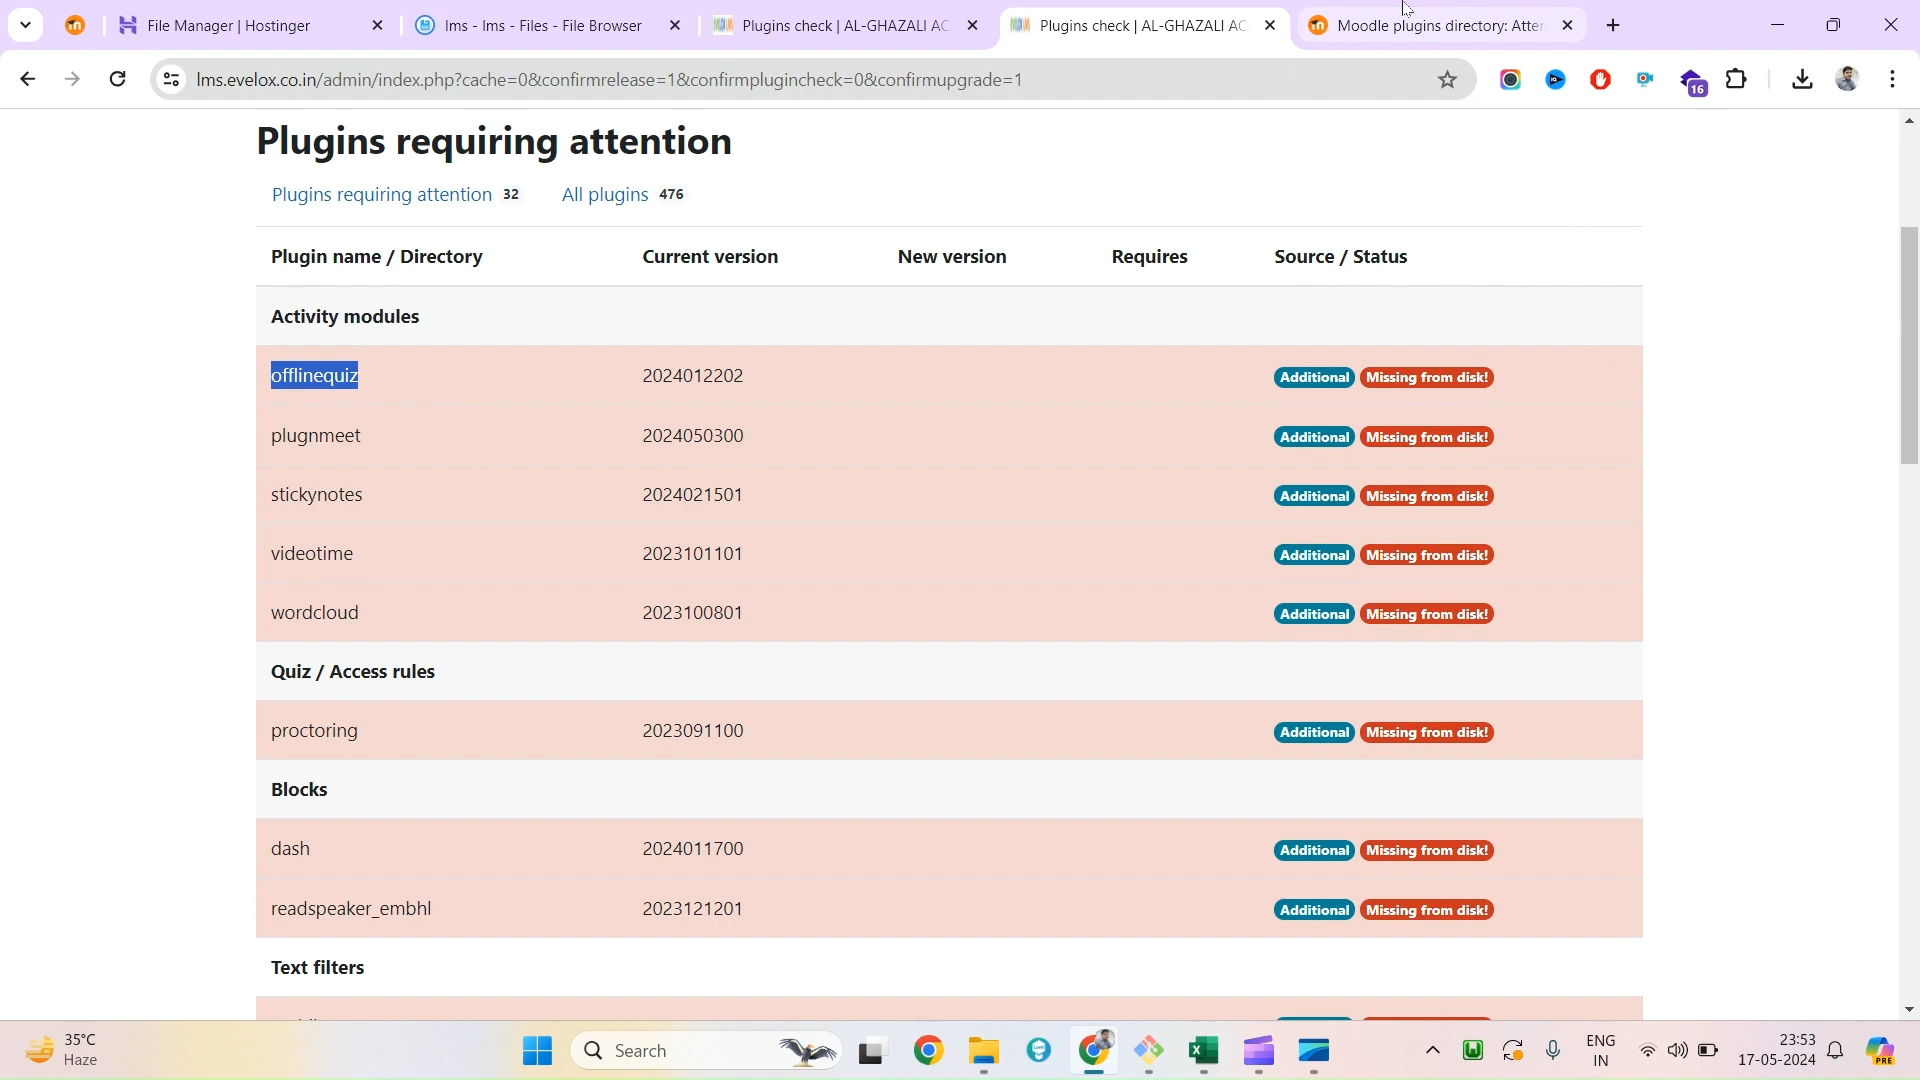 File Manager | Hostinger
lms - lms - Files - File Browser
Plugins check | AL-GHAZALI AC
Plugins check | AL-GHAZALI AC
Moodle plugins directory: Atten
lms.evelox.co.in/admin/index.php?cache=0&confirmrelease=1&confirmplugincheck=0&confirmupgrade=1
16
Plugins requiring attention
Plugins requiring attention 32 All plugins 476
Plugin name / Directory Current version New version Requires Source / Status
Activity modules
offlinequiz 2024012202 Additional Missing from disk!
plugnmeet 2024050300 Additional Missing from disk!
stickynotes 2024021501 Additional Missing from disk!
videotime 2023101101 Additional Missing from disk!
wordcloud 2023100801 Additional Missing from disk!
Quiz / Access rules
proctoring 2023091100 Additional Missing from disk!
Blocks
dash 2024011700 Additional Missing from disk!
readspeaker_embhl 2023121201 Additional Missing from disk!
Text filters
35°C
Haze
Search
ENG
IN
23:53
17-05-2024
PRE